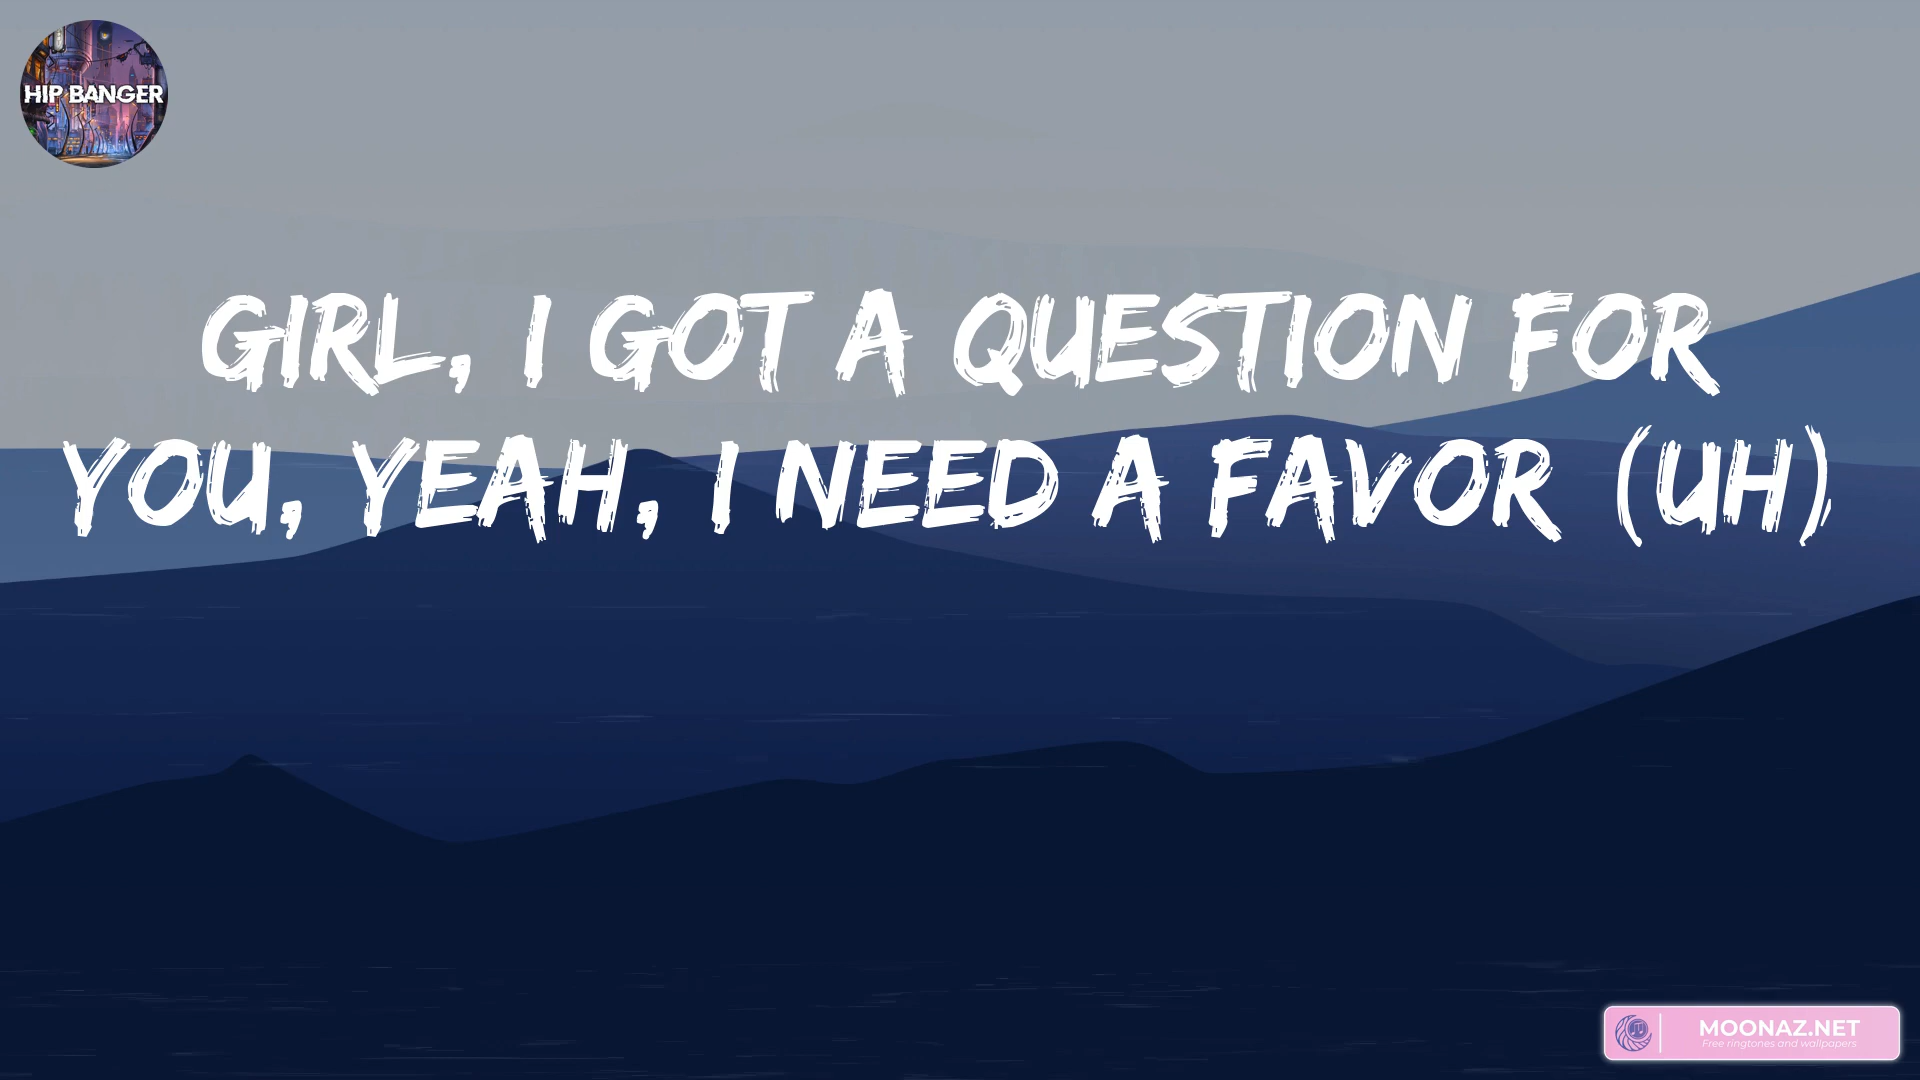 HIP BANGER
GIRL, I GOT A QUESTION FOR
YOU, YEAH, I NEED A FAVOR (UH)
MOONAZ.NET
Free ringtones and wallpapers